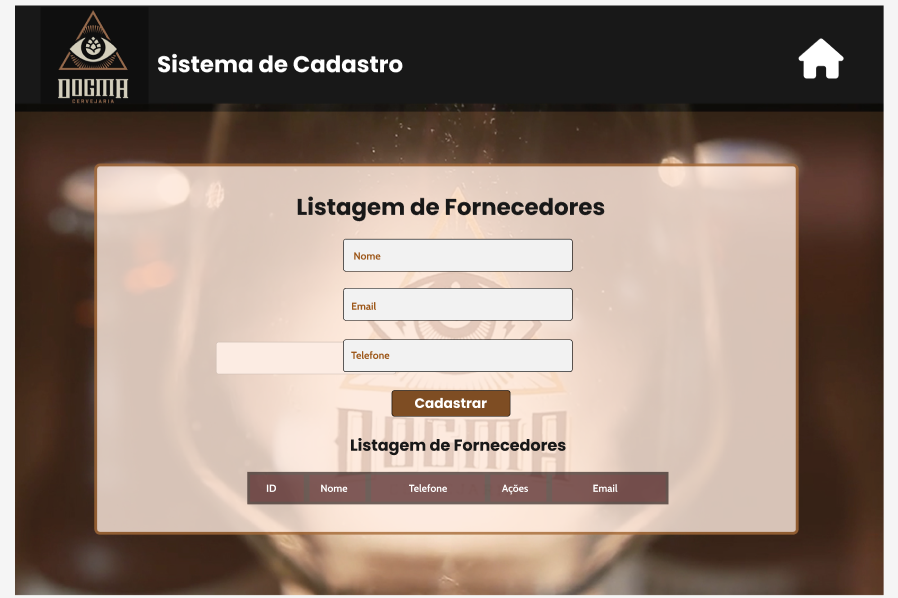 DOGMA
CERVEJARIA
Sistema de Cadastro
Listagem de Fornecedores
Nome
Email
Telefone
Cadastrar
DOGMA
Listagem de Fornecedores
ID Nome Telefone Ações Email